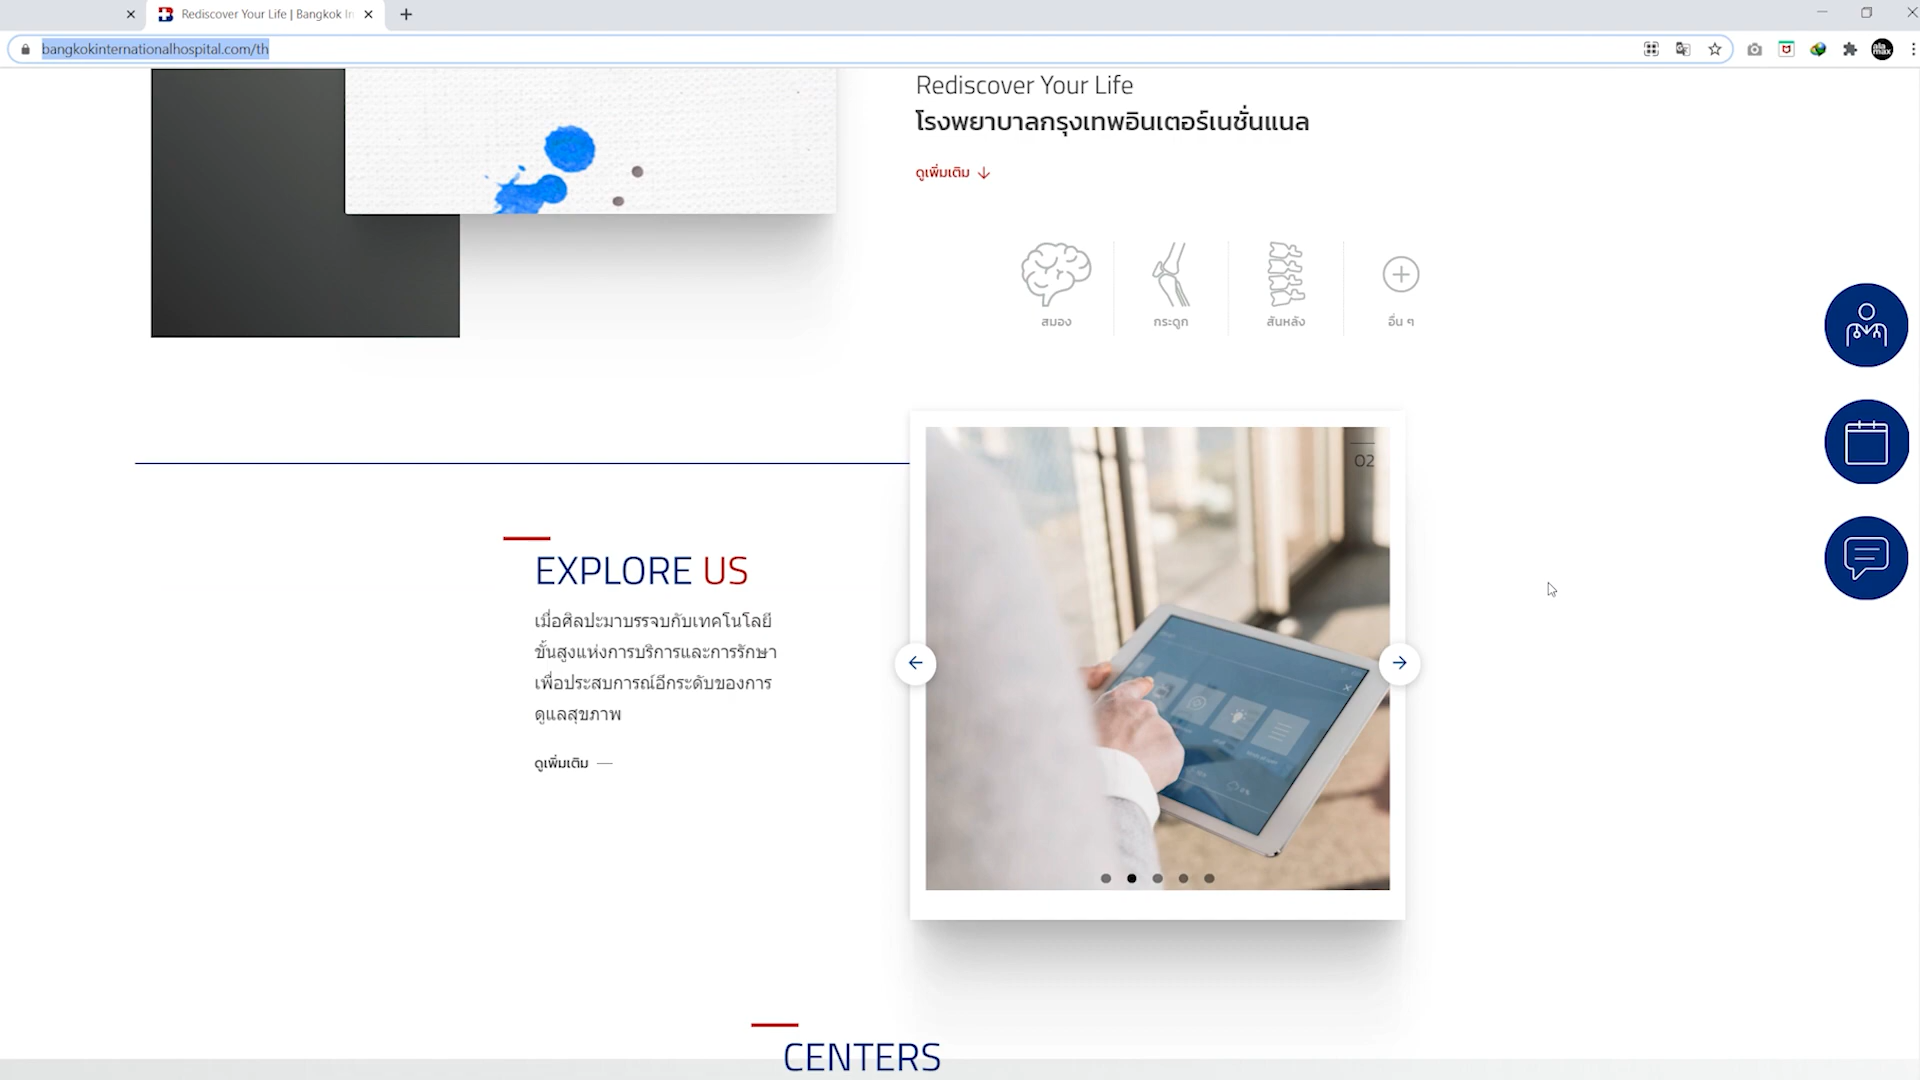 Rediscover Your Life | Bangkok In
bangkokinternationalhospital.com/th
Rediscover Your Life
โรงพยาบาลกรุงเทพอินเตอร์เนชั่นแนล
ดูเพิ่มเติม
สมอง
กระดูก
สันหลัง
อื่น ๆ
02
EXPLORE US
เมื่อศิลปะมาบรรจบกับเทคโนโลยี
ขั้นสูงแห่งการบริการและการรักษา
เพื่อประสบการณ์อีกระดับของการ
ดูแลสุขภาพ
ดูเพิ่มเติม
CENTERS